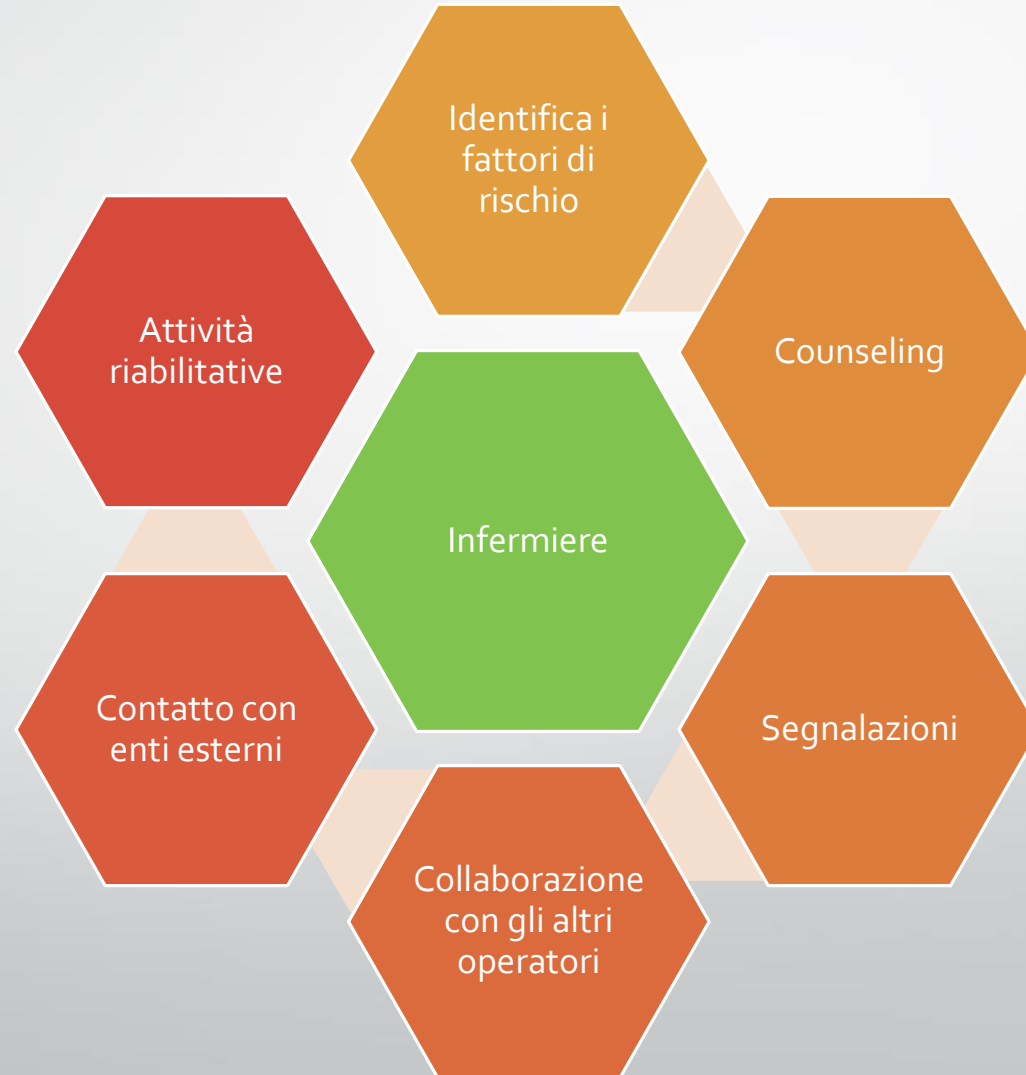 Identifica i
fattori di
rischio
Counseling
Segnalazioni
Collaborazione
con gli altri
operatori
Contatto con
enti esterni
Attività
riabilitative
Infermiere